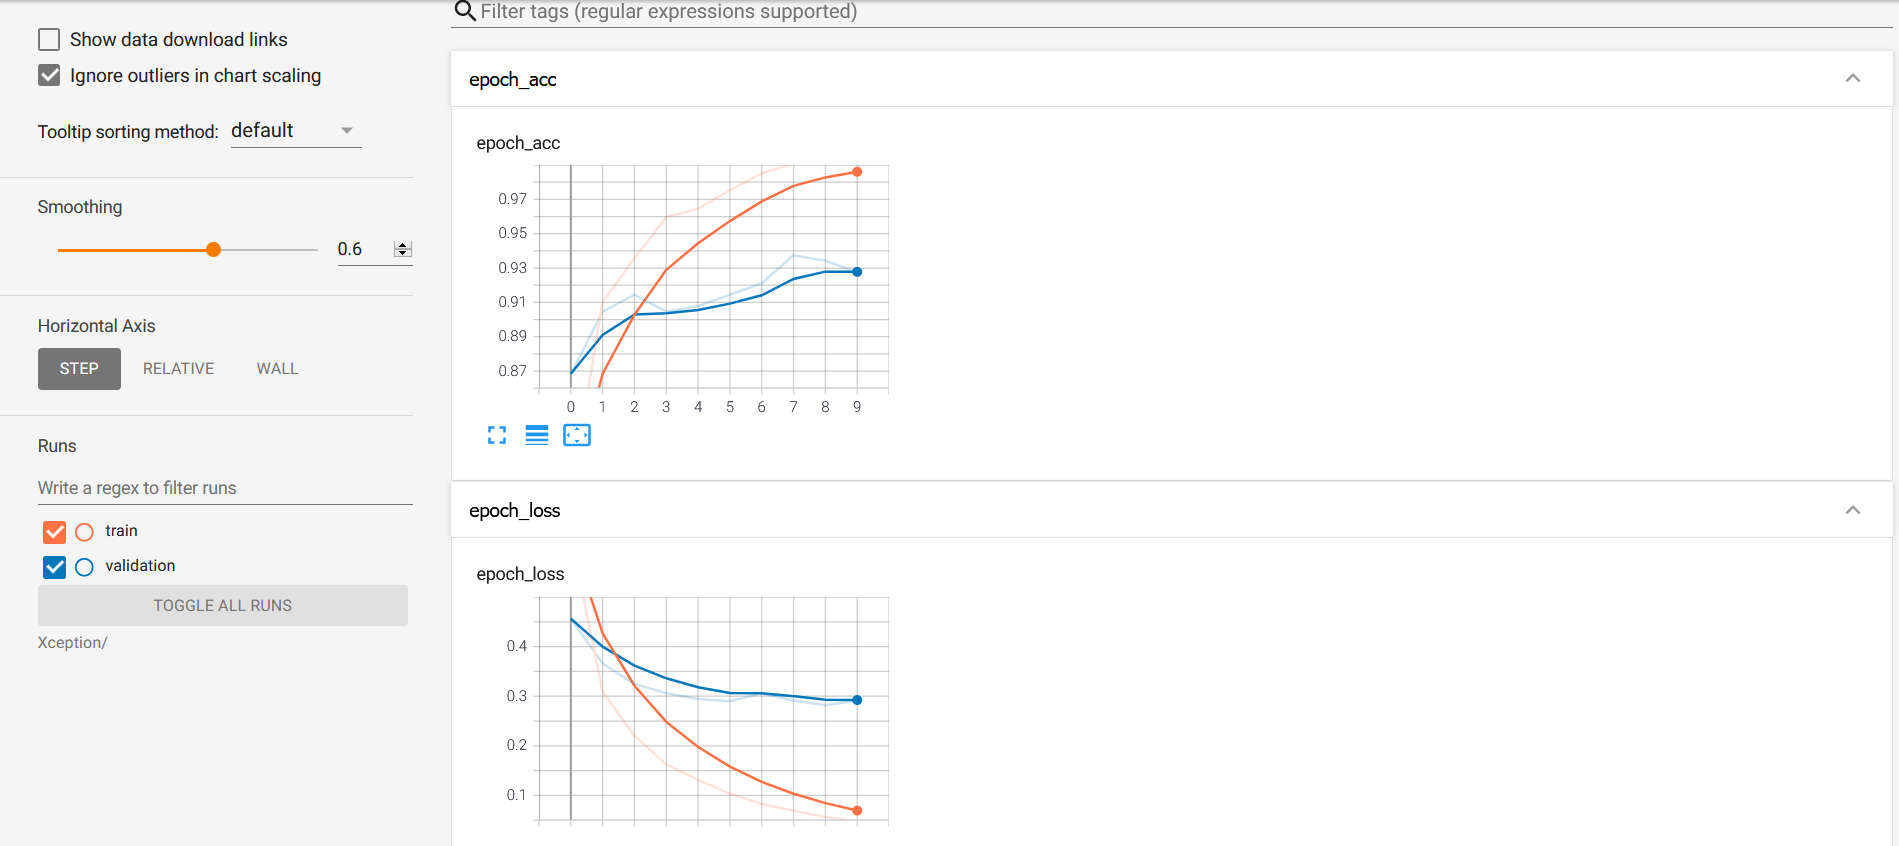 Filter tags (regular expressions supported)
Show data download links
Ignore outliers in chart scaling
Tooltip sorting method: default
Smoothing
0.6
Horizontal Axis
STEP RELATIVE WALL
Runs
Write a regex to filter runs
train
validation
TOGGLE ALL RUNS
Xception/
epoch_acc
epoch_acc
0.97
0.95
0.93
0.91
0.89
0.87
0 1 2 3 4 5 6 7 8 9
epoch_loss
epoch_loss
0.4
0.3
0.2
0.1